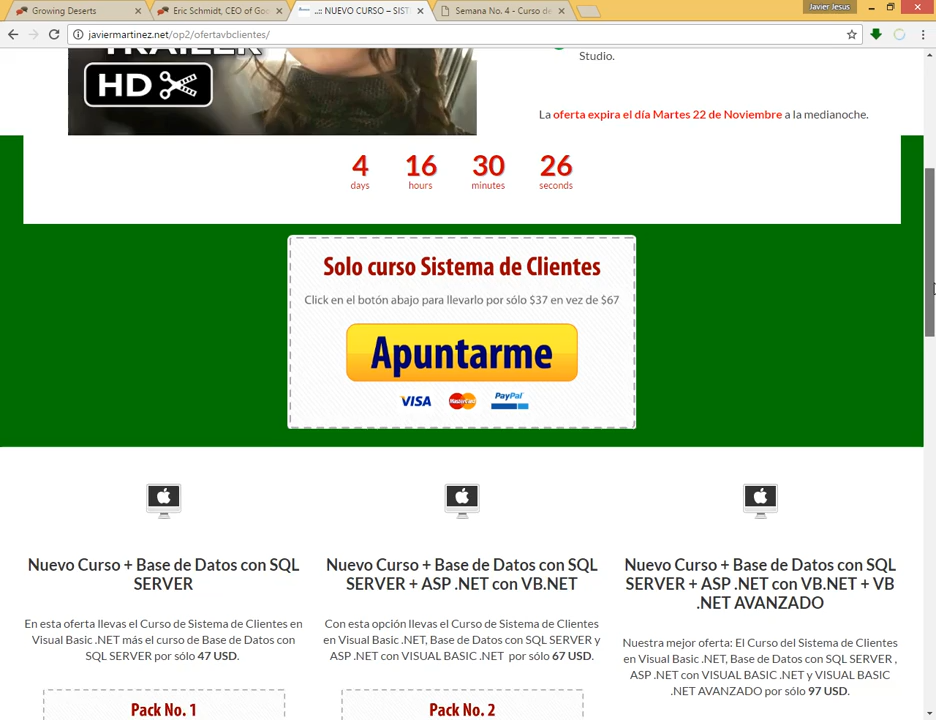 Growing Deserts
Eric Schmidt, CEO of Goo
..:: NUEVO CURSO – SIST
Semana No. 4 - Curso de
Javier Jesus
javiermartinez.net/op2/ofertavbclientes/
TRAILER
HD
Studio.
La oferta expira el día Martes 22 de Noviembre a la medianoche.
4 16 30 26
days hours minutes seconds
Solo curso Sistema de Clientes
Click en el botón abajo para llevarlo por sólo $37 en vez de $67
Apuntarme
VISA MasterCard PayPal
Nuevo Curso + Base de Datos con SQL
SERVER
En esta oferta llevas el Curso de Sistema de Clientes en
Visual Basic .NET más el curso de Base de Datos con
SQL SERVER por sólo 47 USD.
Pack No. 1
Nuevo Curso + Base de Datos con SQL
SERVER + ASP .NET con VB.NET
Con esta opción llevas el Curso de Sistema de Clientes
en Visual Basic .NET, Base de Datos con SQL SERVER y
ASP .NET con VISUAL BASIC .NET por sólo 67 USD.
Pack No. 2
Nuevo Curso + Base de Datos con SQL
SERVER + ASP .NET con VB.NET + VB
.NET AVANZADO
Nuestra mejor oferta: El Curso del Sistema de Clientes
en Visual Basic .NET, Base de Datos con SQL SERVER ,
ASP .NET con VISUAL BASIC .NET y VISUAL BASIC
.NET AVANZADO por sólo 97 USD.